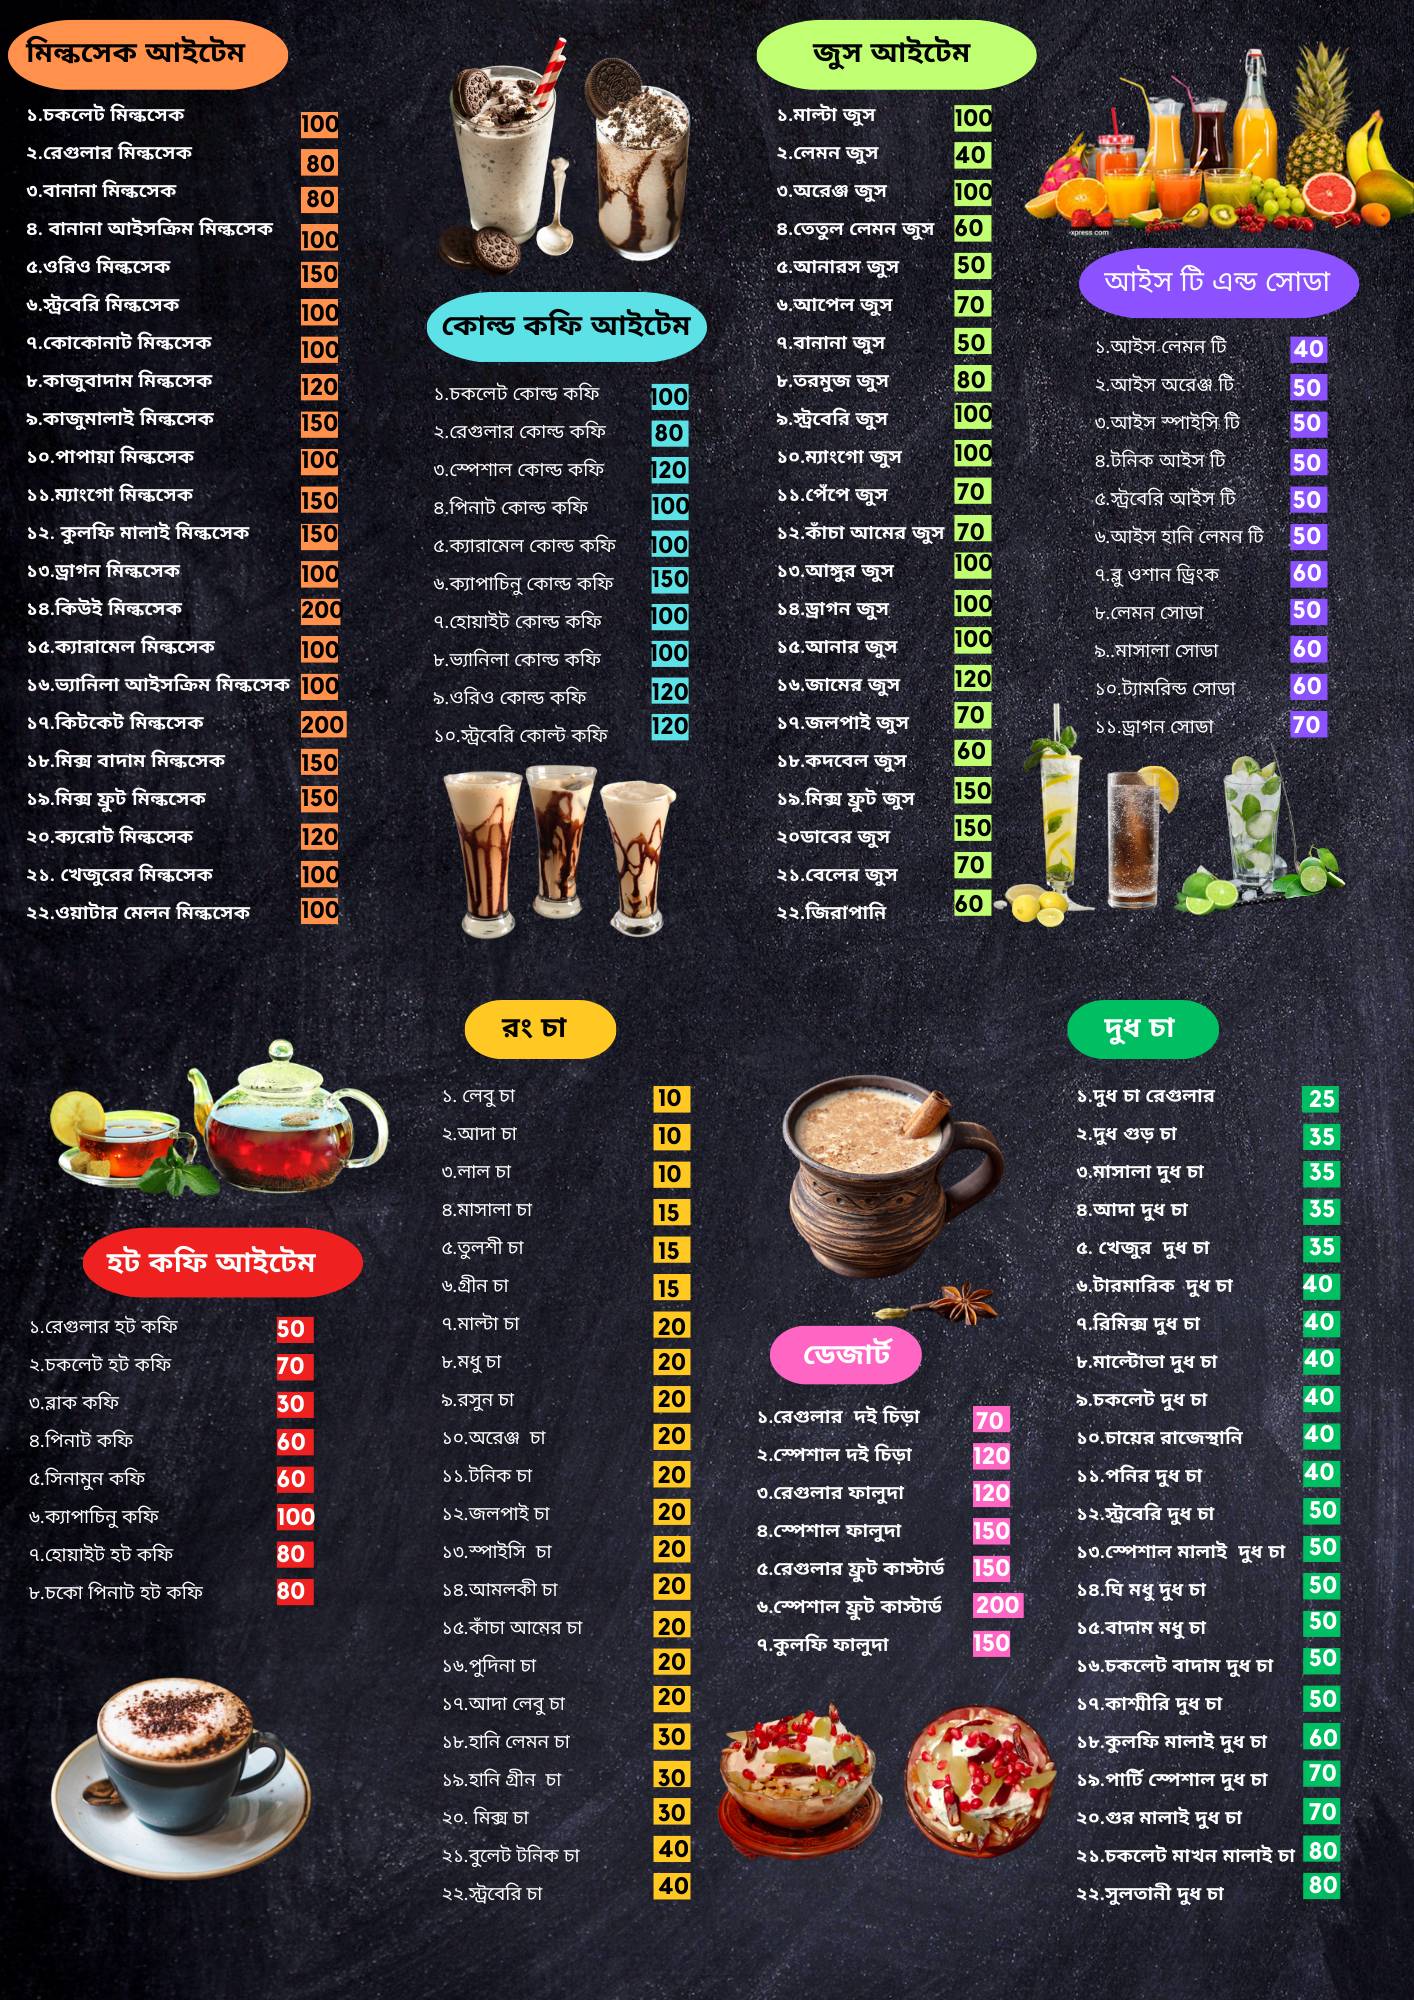 মিল্কসেক আইটেম
১.চকলেট মিল্কসেক 100
২.রেগুলার মিল্কসেক 80
৩.বানানা মিল্কসেক 80
৪. বানানা আইসক্রিম মিল্কসেক 100
৫.ওরিও মিল্কসেক 150
৬.স্ট্রবেরি মিল্কসেক 100
৭.কোকোনাট মিল্কসেক 100
৮.কাজুবাদাম মিল্কসেক 120
৯.কাজুমালাই মিল্কসেক 150
১০.পাপায়া মিল্কসেক 100
১১.ম্যাংগো মিল্কসেক 150
১২. কুলফি মালাই মিল্কসেক 150
১৩.ড্রাগন মিল্কসেক 100
১৪.কিউই মিল্কসেক 200
১৫.ক্যারামেল মিল্কসেক 100
১৬.ভ্যানিলা আইসক্রিম মিল্কসেক 100
১৭.কিটকেট মিল্কসেক 200
১৮.মিক্স বাদাম মিল্কসেক 150
১৯.মিক্স ফ্রুট মিল্কসেক 150
২০.ক্যরোট মিল্কসেক 120
২১. খেজুরের মিল্কসেক 100
২২.ওয়াটার মেলন মিল্কসেক 100
কোল্ড কফি আইটেম
১.চকলেট কোল্ড কফি 100
২.রেগুলার কোল্ড কফি 80
৩.স্পেশাল কোল্ড কফি 120
৪.পিনাট কোল্ড কফি 100
৫.ক্যারামেল কোল্ড কফি 100
৬.ক্যাপাচিনু কোল্ড কফি 150
৭.হোয়াইট কোল্ড কফি 100
৮.ভ্যানিলা কোল্ড কফি 100
৯.ওরিও কোল্ড কফি 120
১০.স্ট্রবেরি কোল্ট কফি 120
জুস আইটেম
১.মাল্টা জুস 100
২.লেমন জুস 40
৩.অরেঞ্জ জুস 100
৪.তেতুল লেমন জুস 60
৫.আনারস জুস 50
৬.আপেল জুস 70
৭.বানানা জুস 50
৮.তরমুজ জুস 80
৯.স্ট্রবেরি জুস 100
১০.ম্যাংগো জুস 100
১১.পেঁপে জুস 70
১২.কাঁচা আমের জুস 70
১৩.আঙ্গুর জুস 100
১৪.ড্রাগন জুস 100
১৫.আনার জুস 100
১৬.জামের জুস 120
১৭.জলপাই জুস 70
১৮.কদবেল জুস 60
১৯.মিক্স ফ্রুট জুস 150
২০ডাবের জুস 150
২১.বেলের জুস 70
২২.জিরাপানি 60
-xpress.com
আইস টি এন্ড সোডা
১.আইস লেমন টি 40
২.আইস অরেঞ্জ টি 50
৩.আইস স্পাইসি টি 50
৪.টনিক আইস টি 50
৫.স্ট্রবেরি আইস টি 50
৬.আইস হানি লেমন টি 50
৭.ব্লু ওশান ড্রিংক 60
৮.লেমন সোডা 50
৯..মাসালা সোডা 60
১০.ট্যামরিন্ড সোডা 60
১১.ড্রাগন সোডা 70
হট কফি আইটেম
১.রেগুলার হট কফি 50
২.চকলেট হট কফি 70
৩.ব্লাক কফি 30
৪.পিনাট কফি 60
৫.সিনামুন কফি 60
৬.ক্যাপাচিনু কফি 100
৭.হোয়াইট হট কফি 80
৮.চকো পিনাট হট কফি 80
রং চা
১. লেবু চা 10
২.আদা চা 10
৩.লাল চা 10
৪.মাসালা চা 15
৫.তুলশী চা 15
৬.গ্রীন চা 15
৭.মাল্টা চা 20
৮.মধু চা 20
৯.রসুন চা 20
১০.অরেঞ্জ চা 20
১১.টনিক চা 20
১২.জলপাই চা 20
১৩.স্পাইসি চা 20
১৪.আমলকী চা 20
১৫.কাঁচা আমের চা 20
১৬.পুদিনা চা 20
১৭.আদা লেবু চা 20
১৮.হানি লেমন চা 30
১৯.হানি গ্রীন চা 30
২০. মিক্স চা 30
২১.বুলেট টনিক চা 40
২২.স্ট্রবেরি চা 40
ডেজার্ট
১.রেগুলার দই চিড়া 70
২.স্পেশাল দই চিড়া 120
৩.রেগুলার ফালুদা 120
৪.স্পেশাল ফালুদা 150
৫.রেগুলার ফ্রুট কাস্টার্ড 150
৬.স্পেশাল ফ্রুট কাস্টার্ড 200
৭.কুলফি ফালুদা 150
দুধ চা
১.দুধ চা রেগুলার 25
২.দুধ গুড় চা 35
৩.মাসালা দুধ চা 35
৪.আদা দুধ চা 35
৫. খেজুর দুধ চা 35
৬.টারমারিক দুধ চা 40
৭.রিমিক্স দুধ চা 40
৮.মাল্টোভা দুধ চা 40
৯.চকলেট দুধ চা 40
১০.চায়ের রাজেস্থানি 40
১১.পনির দুধ চা 40
১২.স্ট্রবেরি দুধ চা 50
১৩.স্পেশাল মালাই দুধ চা 50
১৪.ঘি মধু দুধ চা 50
১৫.বাদাম মধু চা 50
১৬.চকলেট বাদাম দুধ চা 50
১৭.কাশ্মীরি দুধ চা 50
১৮.কুলফি মালাই দুধ চা 60
১৯.পার্টি স্পেশাল দুধ চা 70
২০.গুর মালাই দুধ চা 70
২১.চকলেট মাখন মালাই চা 80
২২.সুলতানী দুধ চা 80